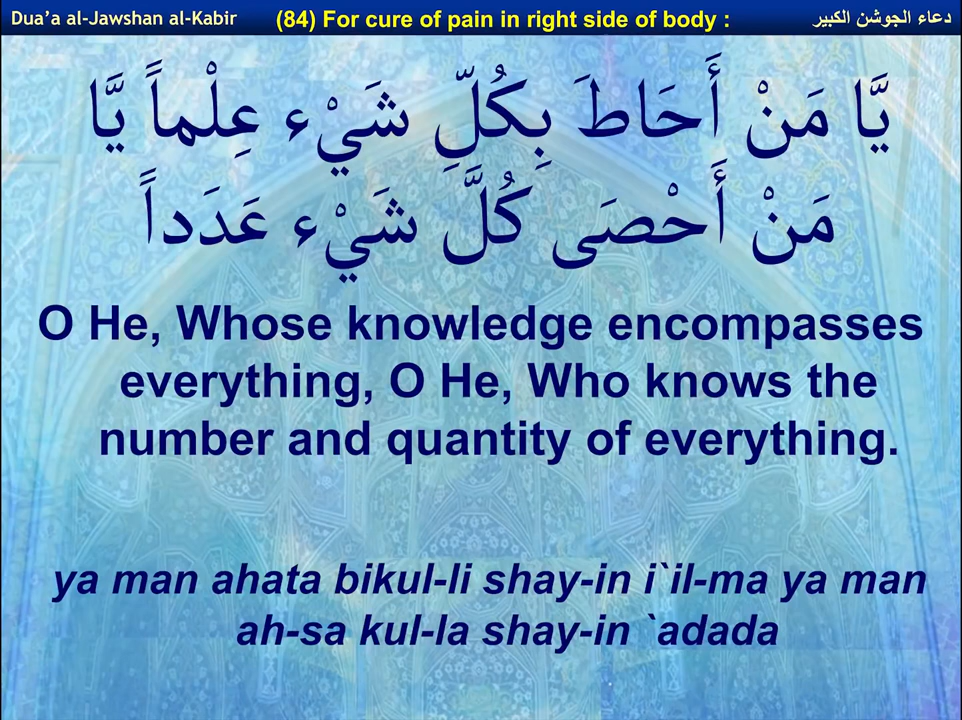 Dua’a al-Jawshan al-Kabir (84) For cure of pain in right side of body : دعاء الجوشن الكبير
يَّا مَنْ أَحَاطَ بِكُلِّ شَيْء عِلْماً يَّا
مَنْ أَحْصَى كُلَّ شَيْء عَدَداً
O He, Whose knowledge encompasses
everything, O He, Who knows the
number and quantity of everything.
ya man ahata bikul-li shay-in i`il-ma ya man
ah-sa kul-la shay-in `adada